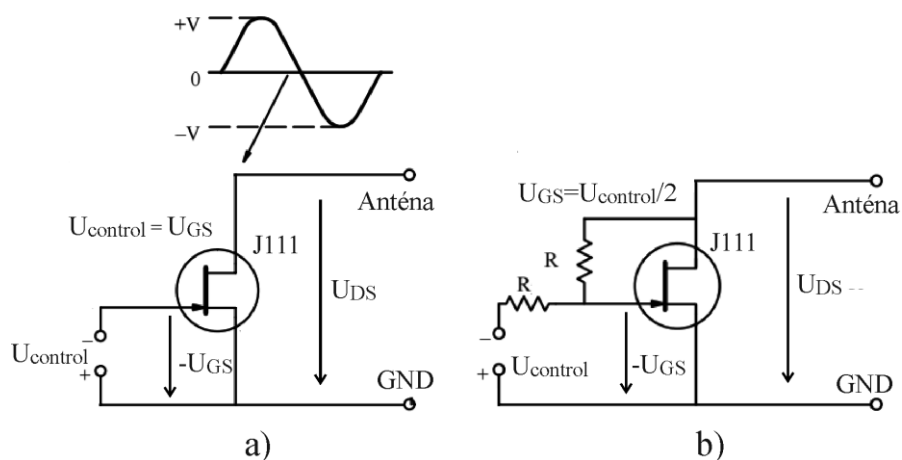 +V
0
–V
Anténa
Ucontrol = UGS
J111
UDS
–
Ucontrol
+
-UGS
GND
a)
UGS=Ucontrol/2
Anténa
J111
R
R
UDS
–
Ucontrol
+
-UGS
GND
b)